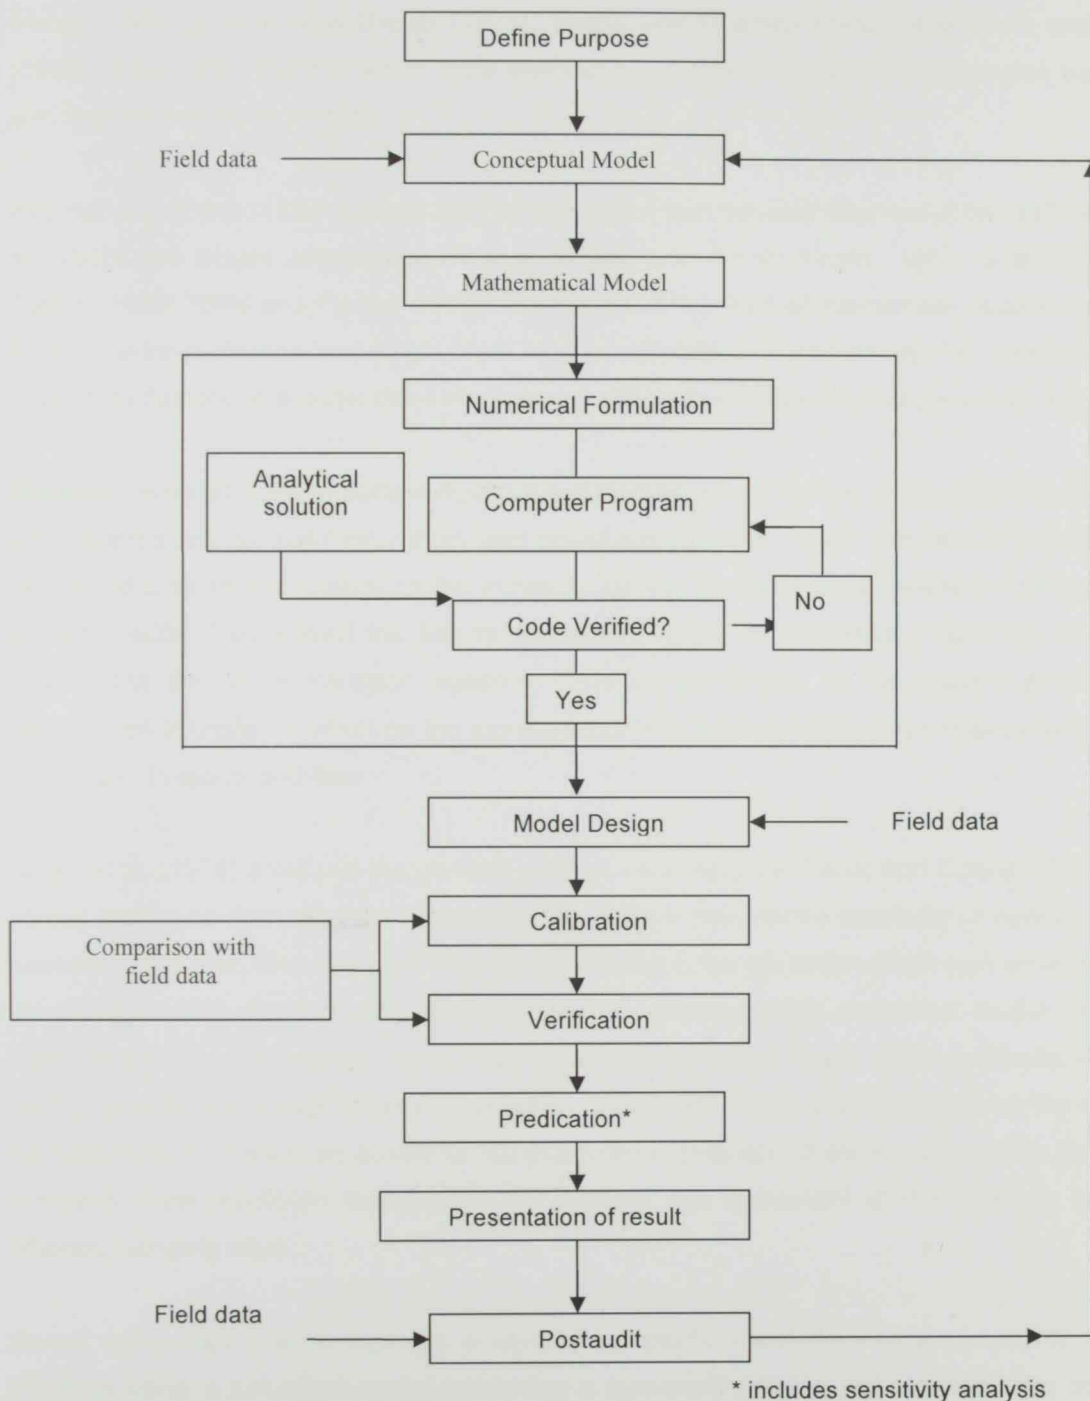 Define Purpose
Field data
Conceptual Model
Mathematical Model
Numerical Formulation
Analytical
solution
Computer Program
No
Code Verified?
Yes
Model Design
Field data
Calibration
Comparison with
field data
Verification
Predication*
Presentation of result
Field data
Postaudit
* includes sensitivity analysis